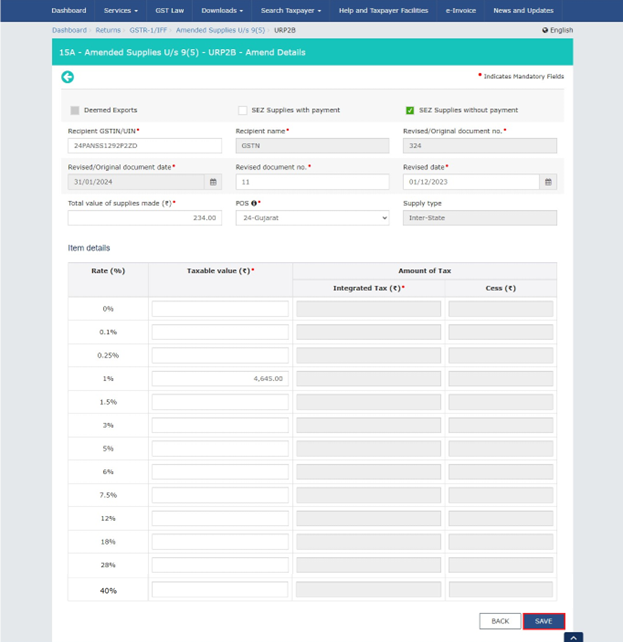 Dashboard Services GST Law Downloads Search Taxpayer Help and Taxpayer Facilities e-Invoice News and Updates
Dashboard Returns GSTR-1/IFF Amended Supplies U/s 9(5) URP2B English
15A - Amended Supplies U/s 9(5) - URP2B - Amend Details
* Indicates Mandatory Fields
Deemed Exports SEZ Supplies with payment SEZ Supplies without payment
Recipient GSTIN/UIN* Recipient name* Revised/Original document no.*
24PANSS1292P2ZD GSTN 324
Revised/Original document date* Revised document no.* Revised date*
31/01/2024 11 01/12/2023
Total value of supplies made (₹)* POS * Supply type
234.00 24-Gujarat Inter-State
Item details
Rate (%) Taxable value (₹)* Amount of Tax
Integrated Tax (₹)* Cess (₹)
0%
0.1%
0.25%
1% 4,645.00
1.5%
3%
5%
6%
7.5%
12%
18%
28%
40%
BACK SAVE